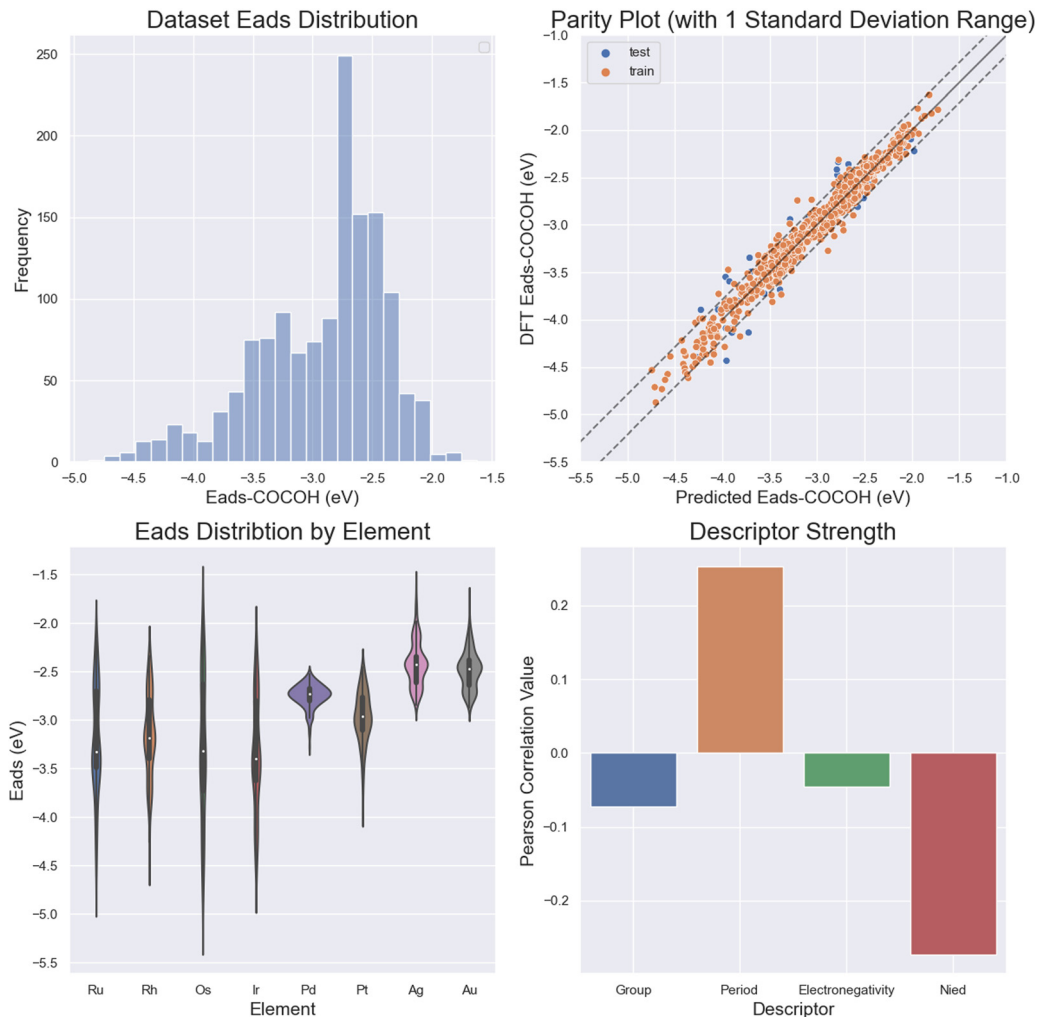 Dataset Eads Distribution
250
200
150
100
50
0
Frequency
−5.0 −4.5 −4.0 −3.5 −3.0 −2.5 −2.0 −1.5
Eads-COCOH (eV)
Parity Plot (with 1 Standard Deviation Range)
test
train
−1.0
−1.5
−2.0
−2.5
−3.0
−3.5
−4.0
−4.5
−5.0
−5.5
DFT Eads-COCOH (eV)
−5.5 −5.0 −4.5 −4.0 −3.5 −3.0 −2.5 −2.0 −1.5 −1.0
Predicted Eads-COCOH (eV)
Eads Distribtion by Element
−1.5
−2.0
−2.5
−3.0
−3.5
−4.0
−4.5
−5.0
−5.5
Eads (eV)
Ru Rh Os Ir Pd Pt Ag Au
Element
Descriptor Strength
0.2
0.1
0.0
−0.1
−0.2
Pearson Correlation Value
Group Period Electronegativity Nied
Descriptor